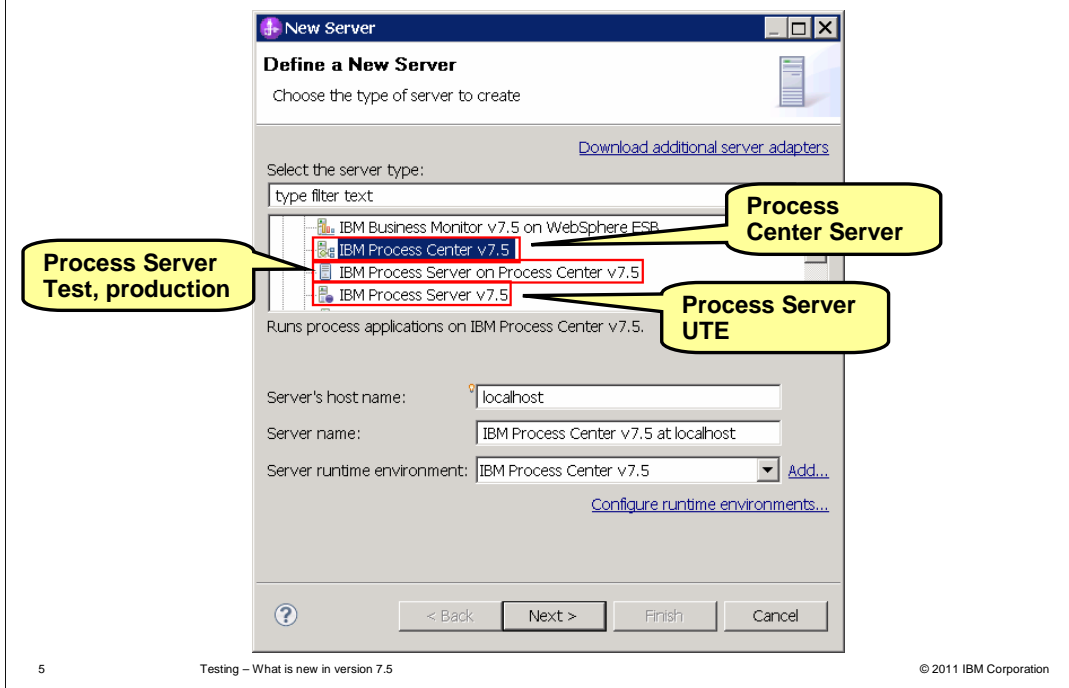 New Server
Define a New Server
Choose the type of server to create
Download additional server adapters
Select the server type:
type filter text
IBM Business Monitor v7.5 on WebSphere ESB
IBM Process Center v7.5
IBM Process Server on Process Center v7.5
IBM Process Server v7.5
Process
Center Server
Process Server
Test, production
Process Server
UTE
Runs process applications on IBM Process Center v7.5.
Server's host name: localhost
Server name: IBM Process Center v7.5 at localhost
Server runtime environment: IBM Process Center v7.5 Add...
Configure runtime environments...
? < Back Next > Finish Cancel
5 Testing – What is new in version 7.5 © 2011 IBM Corporation